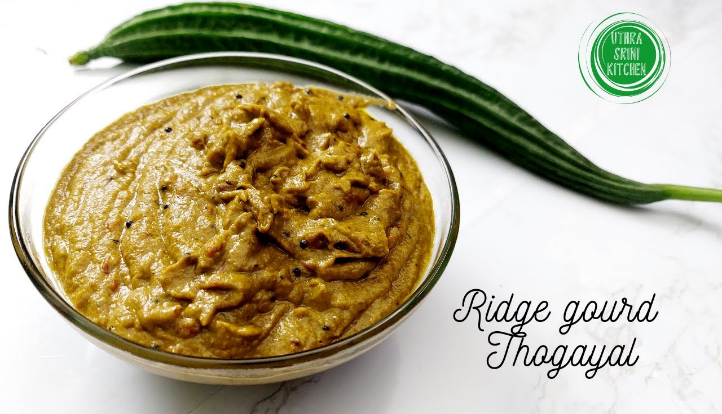 UTHRA
SRINI
KITCHEN
Ridge gourd
Thogayal